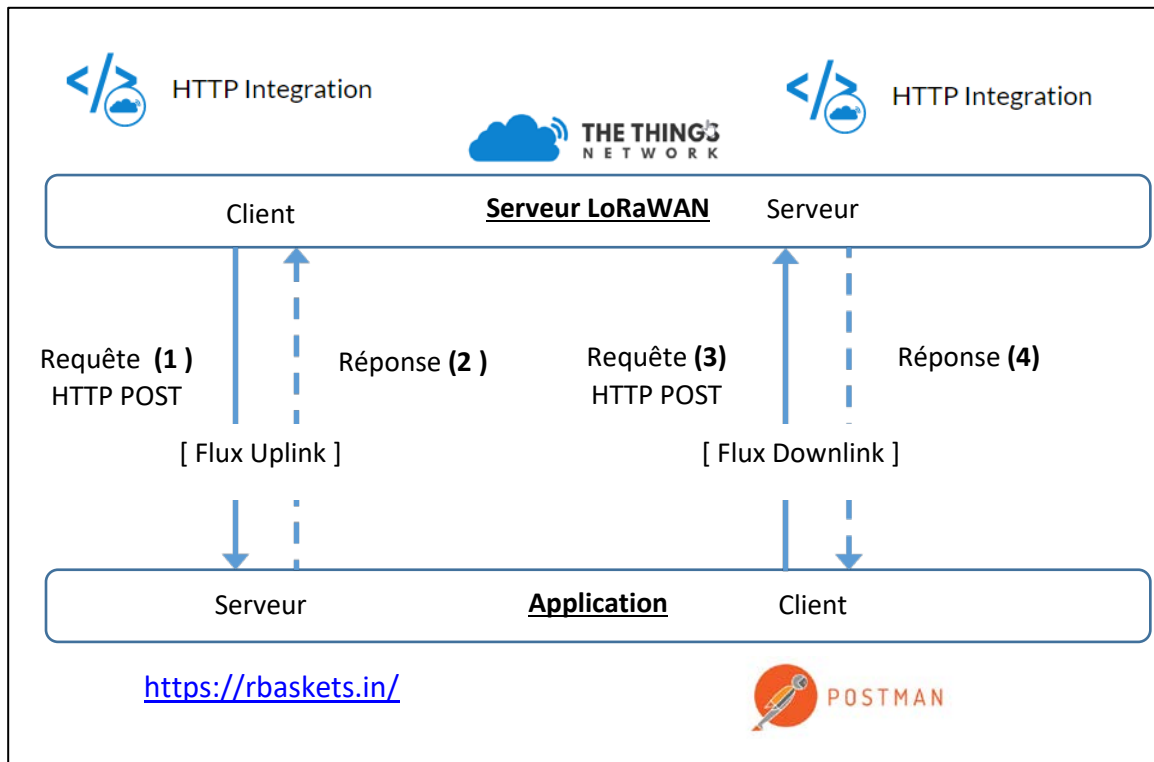 HTTP Integration
HTTP Integration
THE THINGS
NETWORK
Client
Serveur LoRaWAN
Serveur
Requête (1 )
HTTP POST
Réponse (2 )
Requête (3)
HTTP POST
Réponse (4)
[ Flux Uplink ]
[ Flux Downlink ]
Serveur
Application
Client
https://rbaskets.in/
POSTMAN